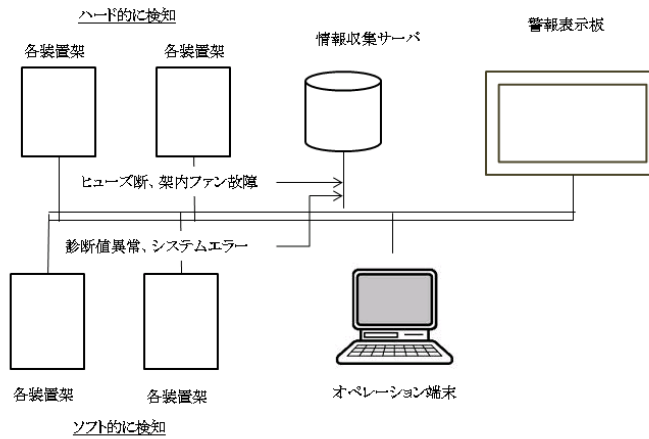 ハード的に検知
情報収集サーバ
警報表示板
各装置架
各装置架
ヒューズ断、架内ファン故障
診断値異常、システムエラー
各装置架
各装置架
オペレーション端末
ソフト的に検知